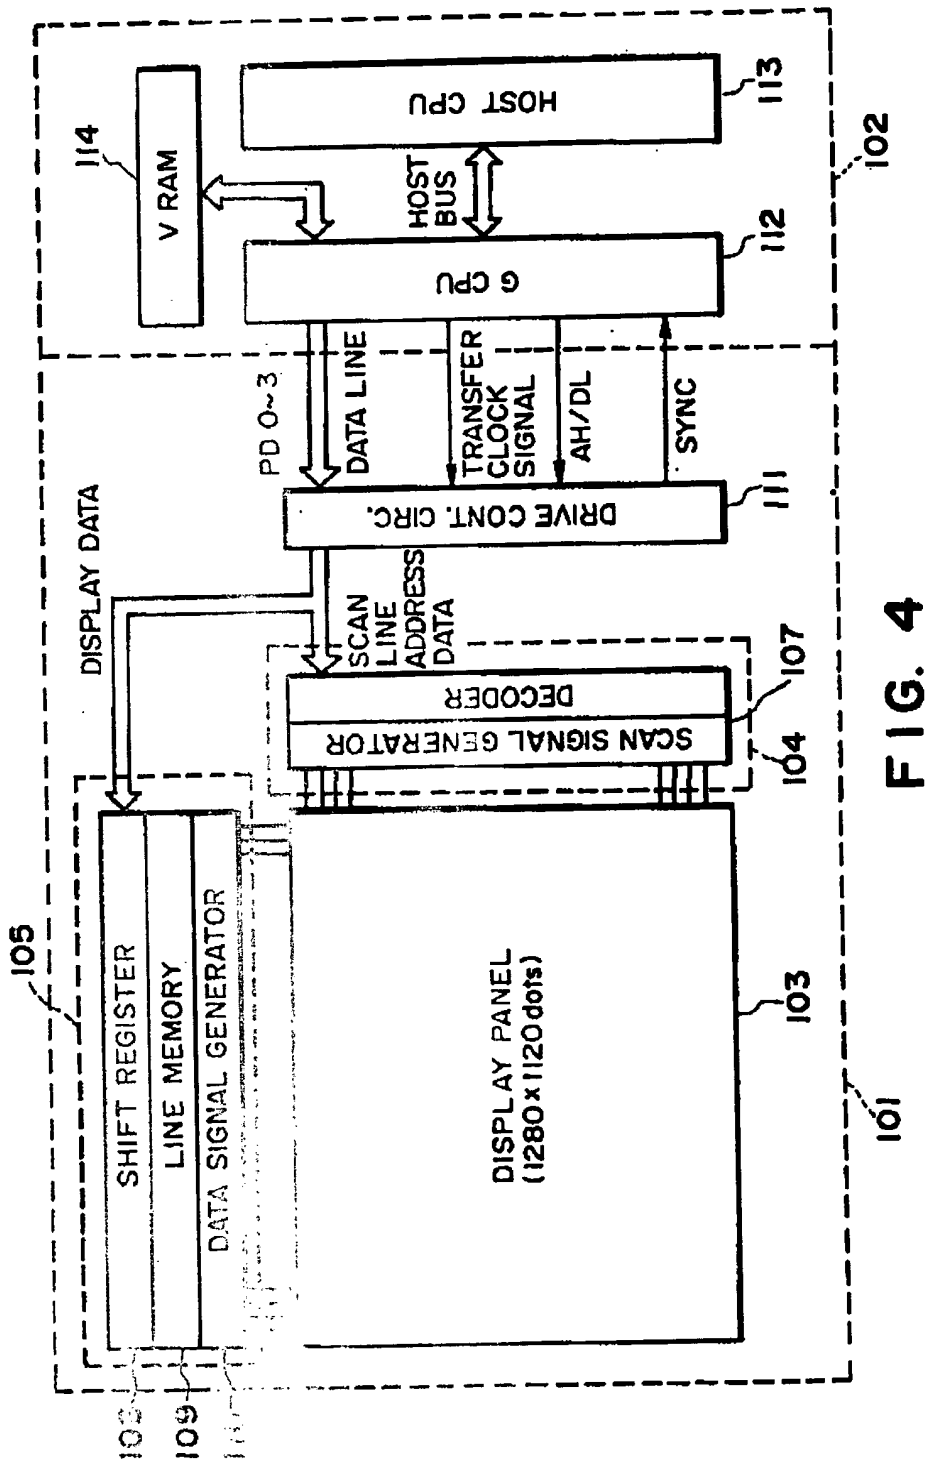 105
SHIFT REGISTER
LINE MEMORY
DATA SIGNAL GENERATOR
109
DISPLAY DATA
PD 0~3
DATA LINE
114
V RAM
HOST CPU
113
HOST
BUS
G CPU
112
102
TRANSFER
CLOCK
SIGNAL
AH/DL
SYNC
DRIVE CONT. CIRC.
111
SCAN
LINE
ADDRESS
DATA
DECODER
SCAN SIGNAL GENERATOR
107
104
DISPLAY PANEL
(1280×1120dots)
103
101
FIG. 4